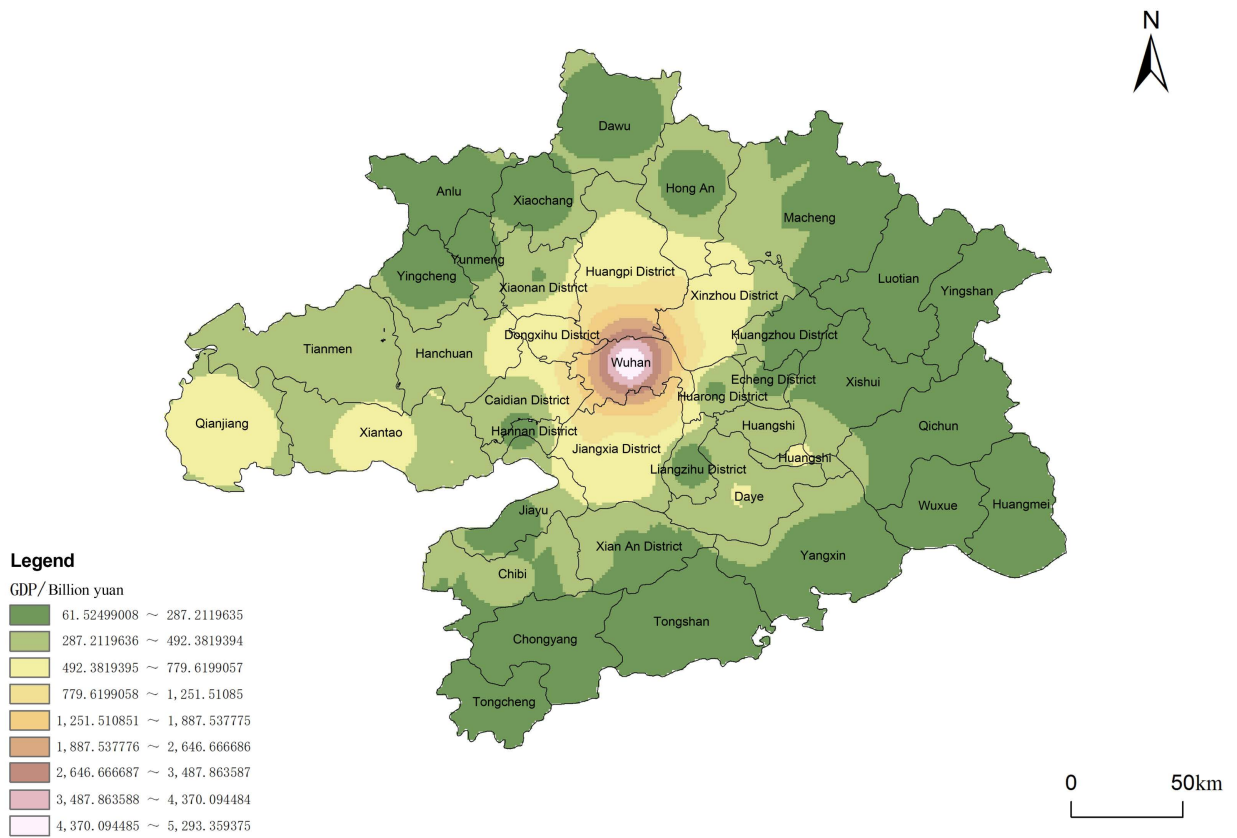 N
Dawu
Hong An
Anlu
Xiaochang
Macheng
Yunmeng
Yingcheng
Huangpi District
Xiaonan District
Xinzhou District
Luotian
Yingshan
Dongxihu District
Huangzhou District
Tianmen
Hanchuan
Wuhan
Echeng District
Xishui
Huarong District
Caidian District
Qianjiang
Xiantao
Hannan District
Huangshi
Qichun
Jiangxia District
Huangshi
Liangzihu District
Daye
Wuxue
Huangmei
Jiayu
Xian An District
Yangxin
Chibi
Tongshan
Chongyang
Tongcheng
Legend
GDP/Billion yuan
61.52499008 ～ 287.2119635
287.2119636 ～ 492.3819394
492.3819395 ～ 779.6199057
779.6199058 ～ 1,251.51085
1,251.510851 ～ 1,887.537775
1,887.537776 ～ 2,646.666686
2,646.666687 ～ 3,487.863587
3,487.863588 ～ 4,370.094484
4,370.094485 ～ 5,293.359375
0 50km